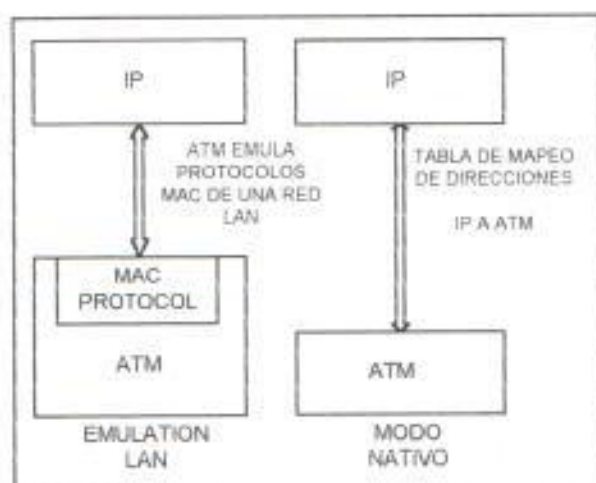 IP
ATM EMULA
PROTOCOLOS
MAC DE UNA RED
LAN
MAC
PROTOCOL
ATM
EMULATION
LAN
IP
TABLA DE MAPEO
DE DIRECCIONES
IP A ATM
ATM
MODO
NATIVO